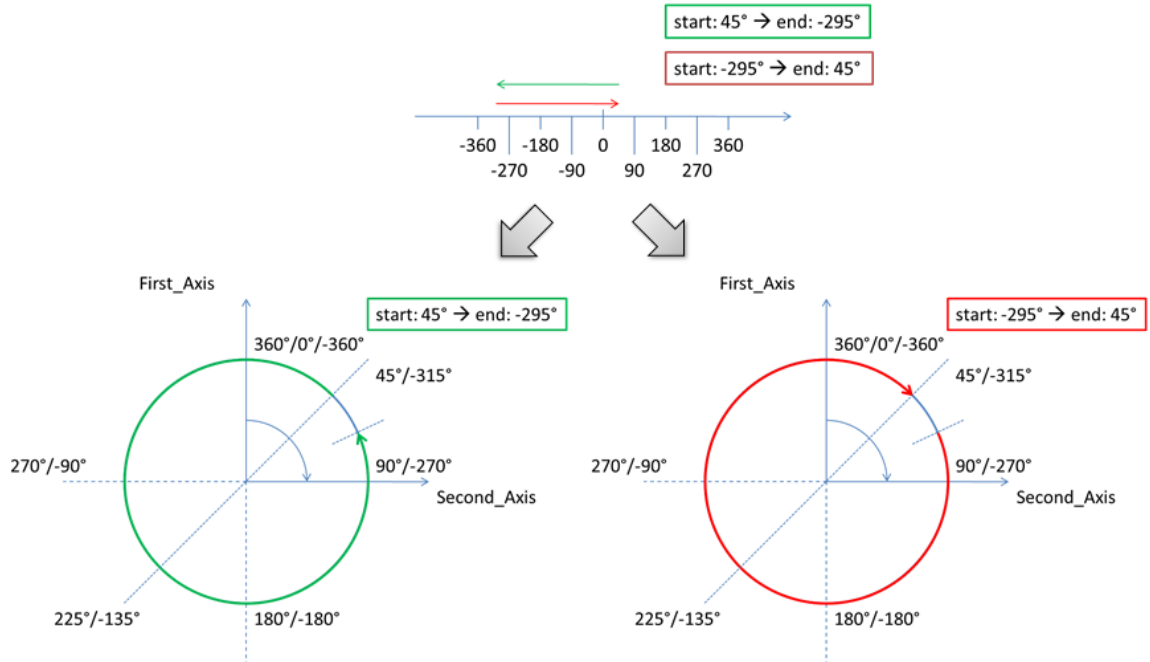 start: 45° → end: -295°
start: -295° → end: 45°
-360 -180 0 180 360
-270 -90 90 270
First_Axis
start: 45° → end: -295°
360°/0°/-360°
45°/-315°
270°/-90°
90°/-270°
Second_Axis
225°/-135°
180°/-180°
First_Axis
start: -295° → end: 45°
360°/0°/-360°
45°/-315°
270°/-90°
90°/-270°
Second_Axis
225°/-135°
180°/-180°